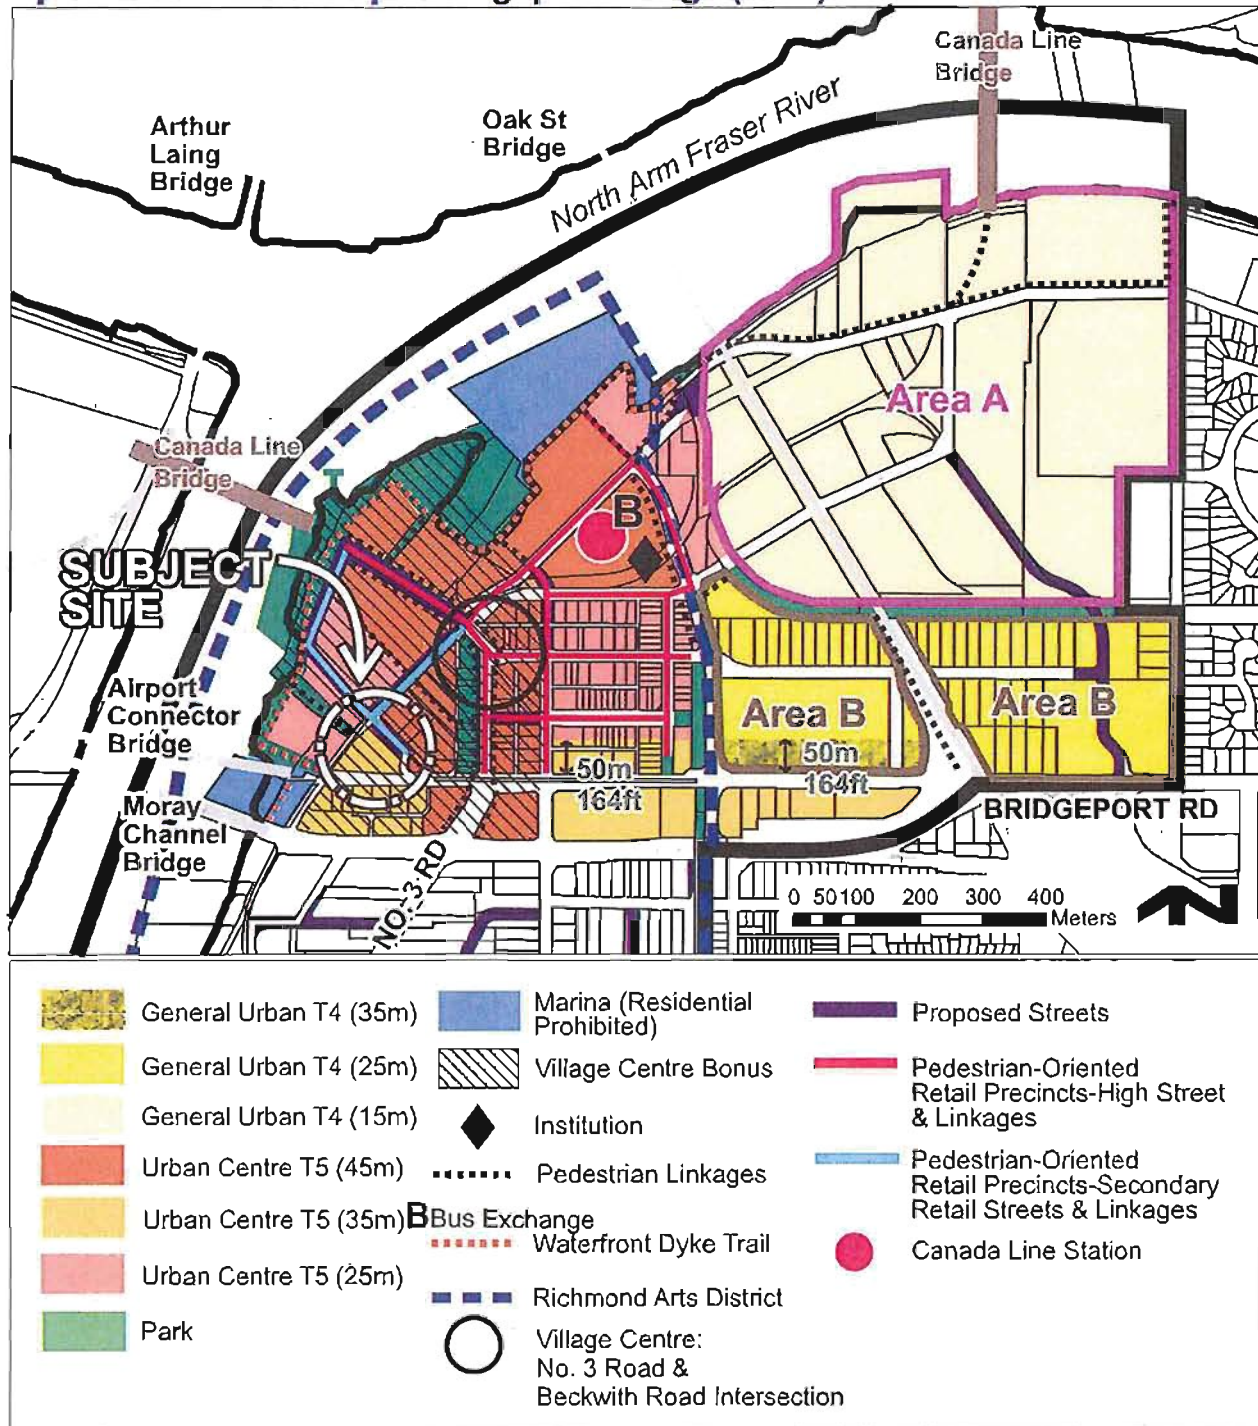 Canada Line
Bridge
Arthur
Laing
Bridge
Oak St
Bridge
North Arm Fraser River
Area A
Canada Line
Bridge
T
B
SUBJECT
SITE
Airport
Connector
Bridge
Area B
Area B
50m
164ft
50m
164ft
Moray
Channel
Bridge
BRIDGEPORT RD
NO. 3 RD
0 50 100 200 300 400
Meters
General Urban T4 (35m)
General Urban T4 (25m)
General Urban T4 (15m)
Urban Centre T5 (45m)
Urban Centre T5 (35m)
Urban Centre T5 (25m)
Park
Marina (Residential
Prohibited)
Village Centre Bonus
Institution
Pedestrian Linkages
B Bus Exchange
Waterfront Dyke Trail
Richmond Arts District
Village Centre:
No. 3 Road &
Beckwith Road Intersection
Proposed Streets
Pedestrian-Oriented
Retail Precincts-High Street
& Linkages
Pedestrian-Oriented
Retail Precincts-Secondary
Retail Streets & Linkages
Canada Line Station